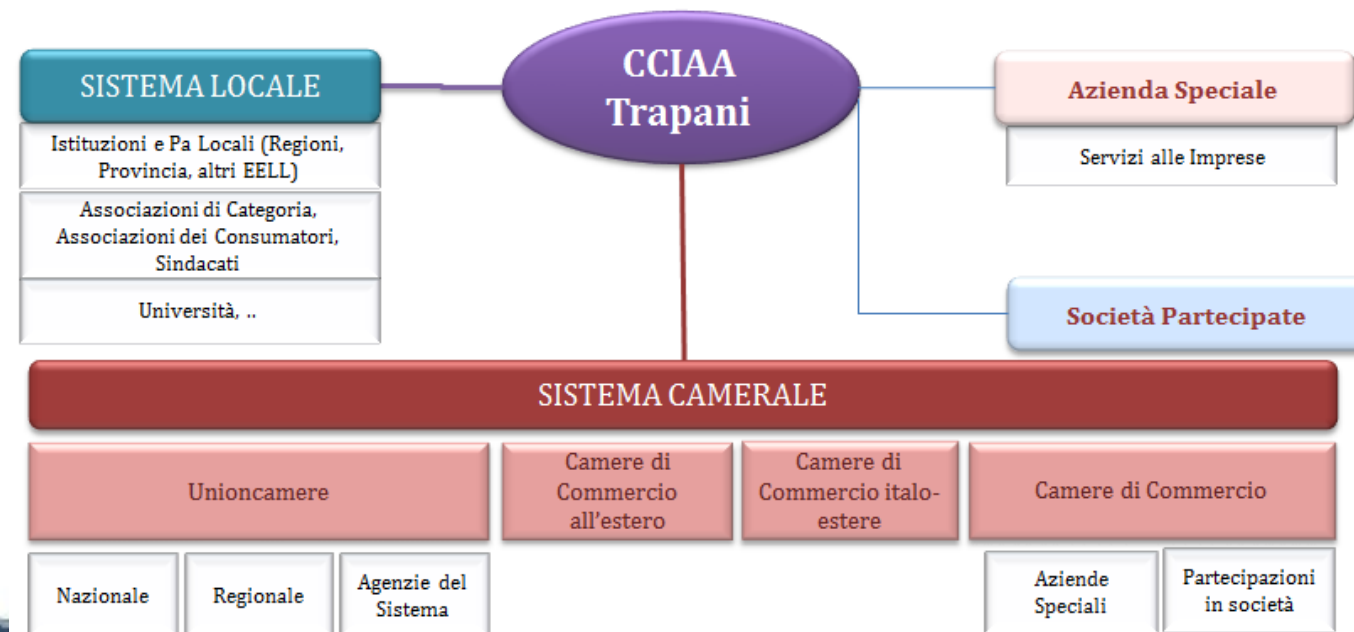 CCIAA
Trapani
SISTEMA LOCALE
Istituzioni e Pa Locali (Regioni,
Provincia, altri EELL)
Associazioni di Categoria,
Associazioni dei Consumatori,
Sindacati
Università, ..
Azienda Speciale
Servizi alle Imprese
Società Partecipate
SISTEMA CAMERALE
Unioncamere
Camere di
Commercio
all'estero
Camere di
Commercio italo-
estere
Camere di Commercio
Nazionale
Regionale
Agenzie del
Sistema
Aziende
Speciali
Partecipazioni
in società